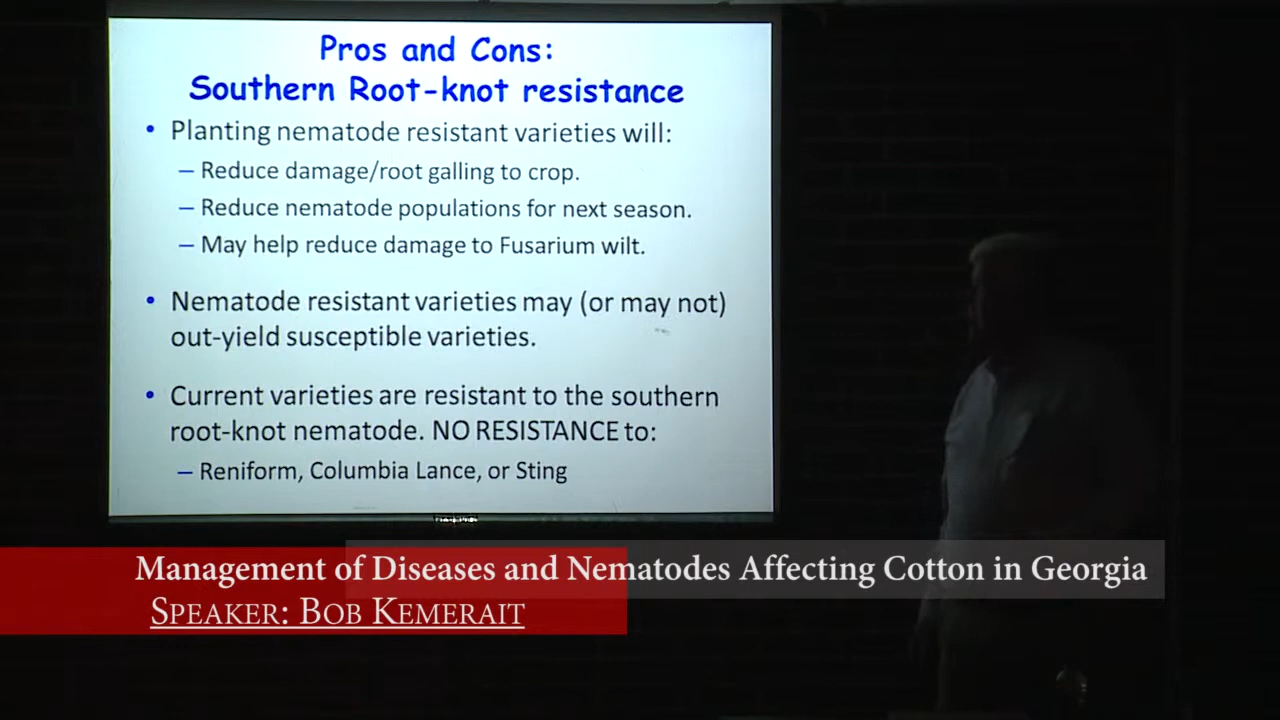 Pros and Cons:
Southern Root-knot resistance
• Planting nematode resistant varieties will:
– Reduce damage/root galling to crop.
– Reduce nematode populations for next season.
– May help reduce damage to Fusarium wilt.
• Nematode resistant varieties may (or may not)
out-yield susceptible varieties.
• Current varieties are resistant to the southern
root-knot nematode. NO RESISTANCE to:
– Reniform, Columbia Lance, or Sting
Management of Diseases and Nematodes Affecting Cotton in Georgia
SPEAKER: BOB KEMERAIT